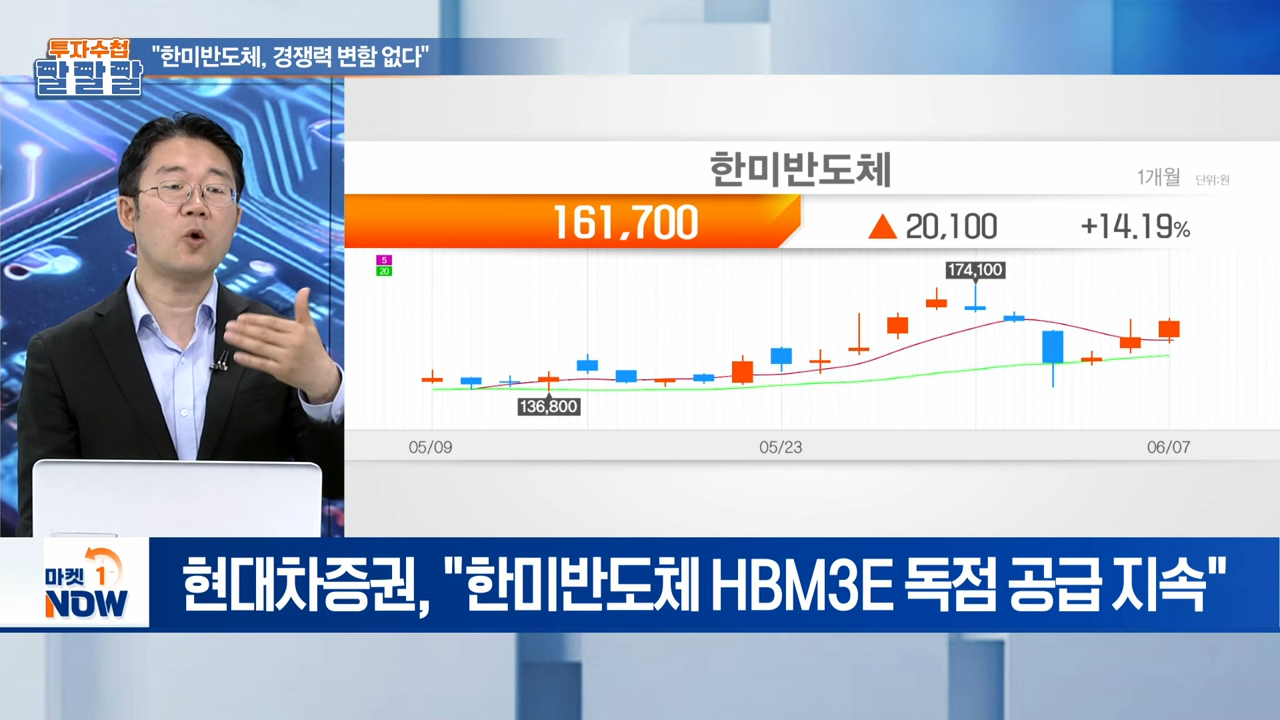 투자수첩
팔팔팔
"한미반도체, 경쟁력 변함 없다"
한미반도체
1개월 단위:원
161,700 ▲ 20,100 +14.19%
5
20
174,100
136,800
05/09 05/23 06/07
마켓 1
NOW
현대차증권, "한미반도체 HBM3E 독점 공급 지속"